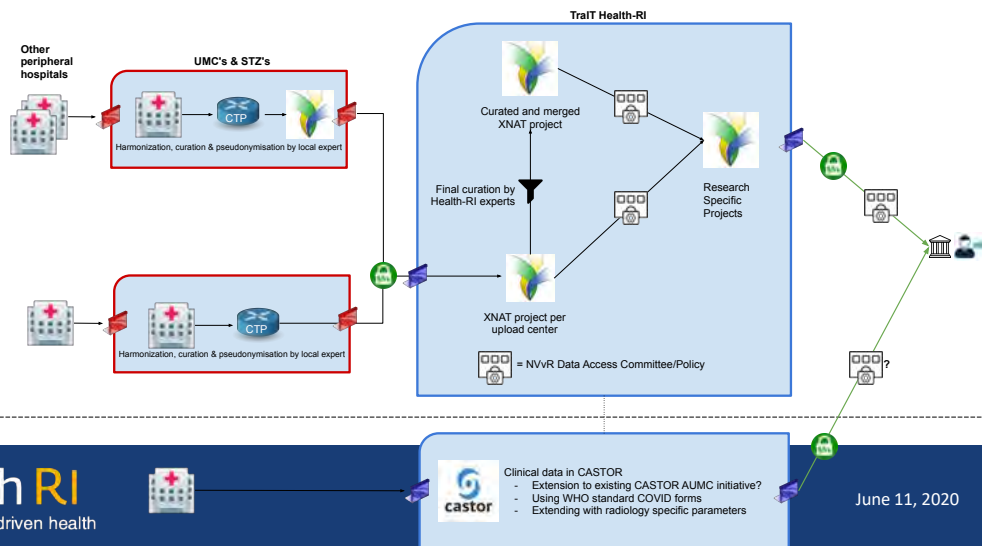 TraIT Health-RI
Other
peripheral
hospitals
UMC's & STZ's
CTP
Harmonization, curation & pseudonymisation by local expert
Curated and merged
XNAT project
Final curation by
Health-RI experts
Research
Specific
Projects
CTP
Harmonization, curation & pseudonymisation by local expert
XNAT project per
upload center
= NVvR Data Access Committee/Policy
?
h RI
driven health
castor
Clinical data in CASTOR
- Extension to existing CASTOR AUMC initiative?
- Using WHO standard COVID forms
- Extending with radiology specific parameters
June 11, 2020